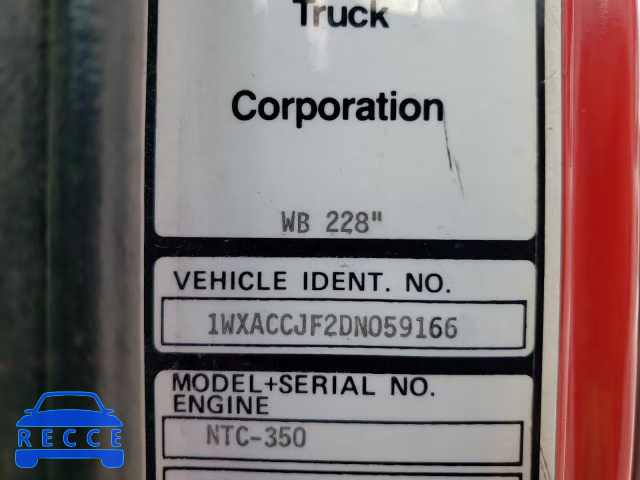 Truck
Corporation
WB 228"
VEHICLE IDENT. NO.
1WXACCJF2DN059166
MODEL+SERIAL NO.
ENGINE
NTC-350
RECCE